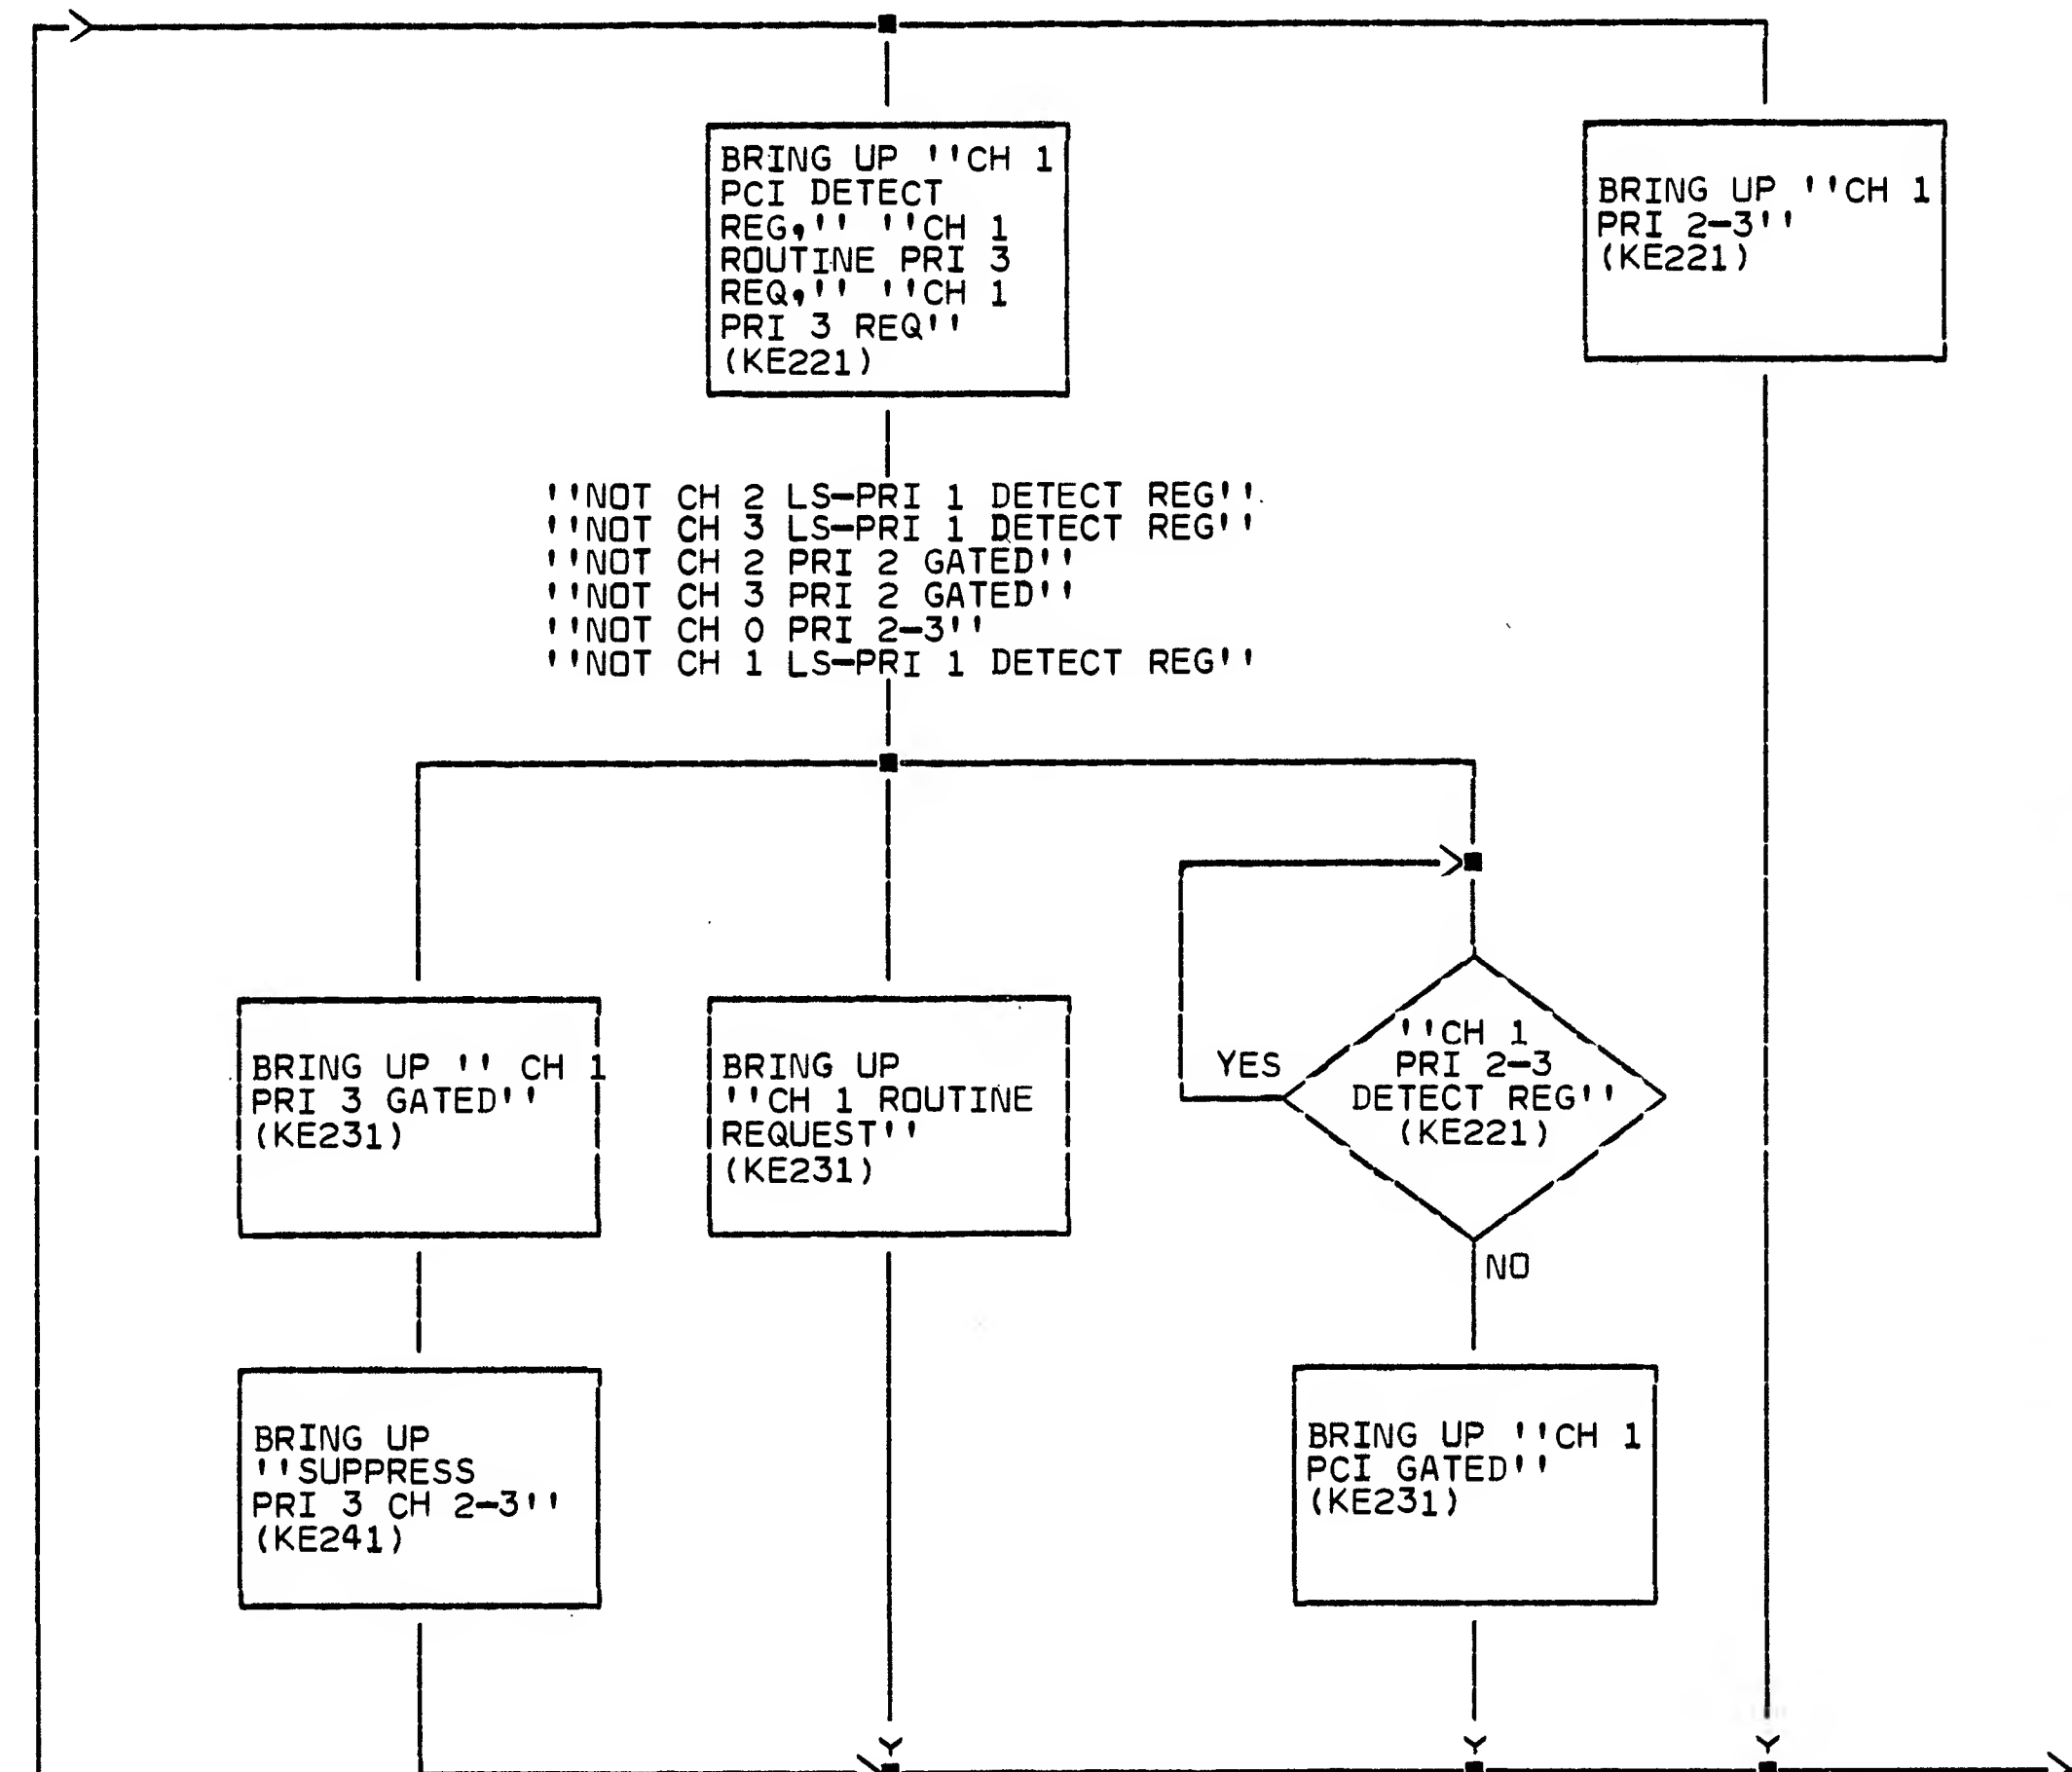 BRING UP ''CH 1
PCI DETECT
REG,'' ''CH 1
ROUTINE PRI 3
REQ,'' ''CH 1
PRI 3 REQ''
(KE221)
BRING UP ''CH 1
PRI 2-3''
(KE221)
''NOT CH 2 LS-PRI 1 DETECT REG''
''NOT CH 3 LS-PRI 1 DETECT REG''
''NOT CH 2 PRI 2 GATED''
''NOT CH 3 PRI 2 GATED''
''NOT CH 0 PRI 2-3''
''NOT CH 1 LS-PRI 1 DETECT REG''
BRING UP '' CH 1
PRI 3 GATED''
(KE231)
BRING UP
''CH 1 ROUTINE
REQUEST''
(KE231)
YES
''CH 1
PRI 2-3
DETECT REG''
(KE221)
NO
BRING UP
''SUPPRESS
PRI 3 CH 2-3''
(KE241)
BRING UP ''CH 1
PCI GATED''
(KE231)